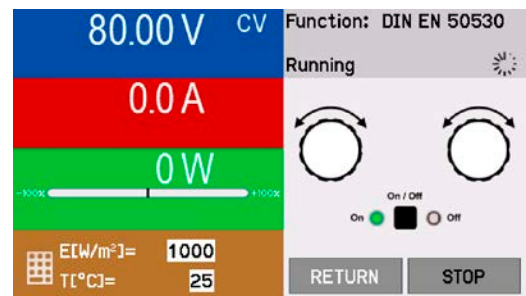 80.00 V CV
0.0 A
0 W
-100% +100%
E[W/m²]= 1000
T[°C]= 25
Function: DIN EN 50530
Running
On / Off
On Off
RETURN STOP